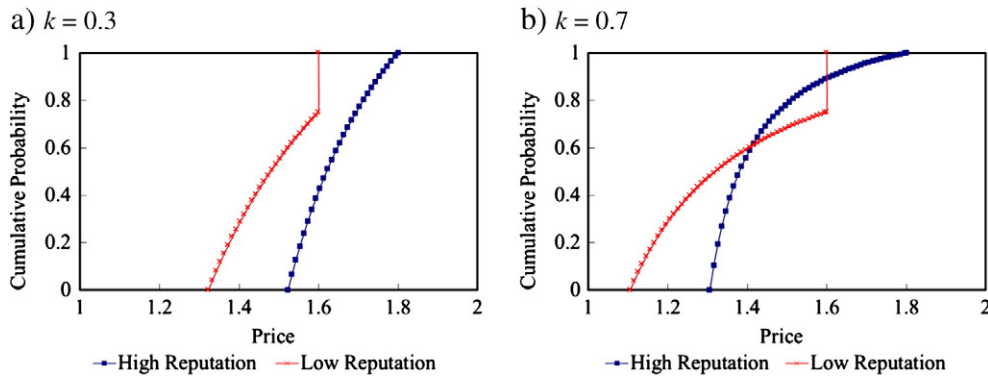 a) k = 0.3
1
0.8
0.6
0.4
0.2
0
Cumulative Probability
1 1.2 1.4 1.6 1.8 2
Price
High Reputation Low Reputation
b) k = 0.7
1
0.8
0.6
0.4
0.2
0
Cumulative Probability
1 1.2 1.4 1.6 1.8 2
Price
High Reputation Low Reputation